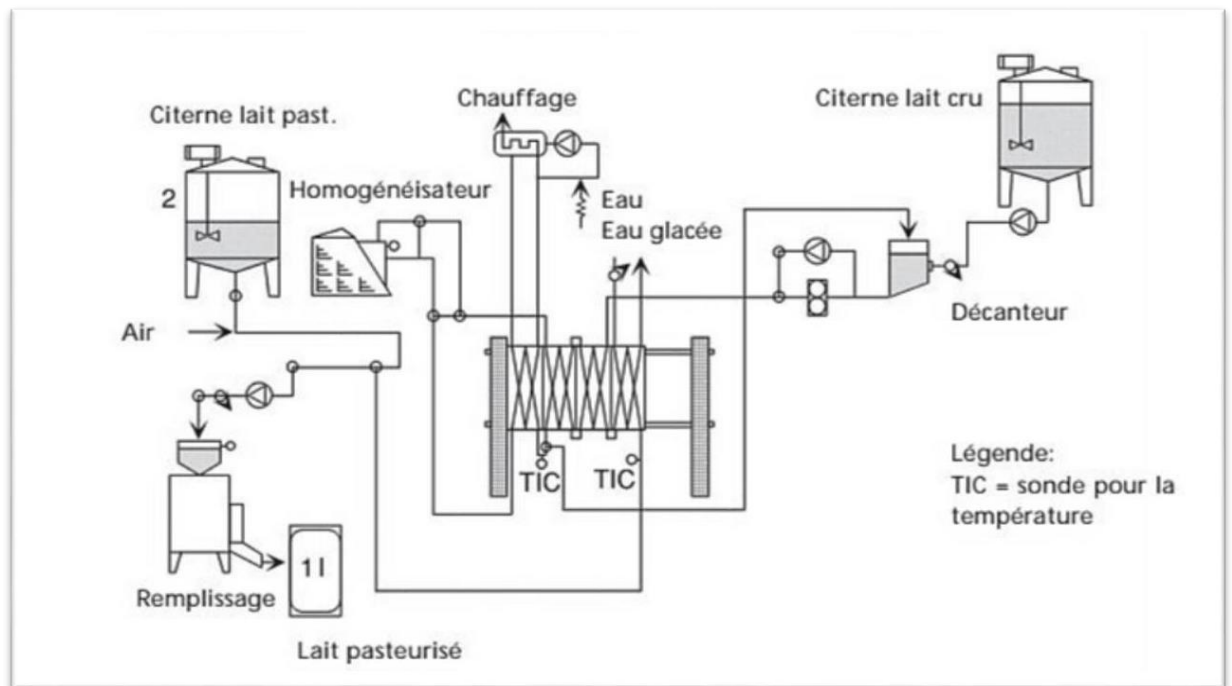 Citerne lait past.
2
Chauffage
Citerne lait cru
Homogénéisateur
Eau
Eau glacée
Décanteur
Air
TIC
TIC
Légende:
TIC = sonde pour la
température
1 l
Remplissage
Lait pasteurisé